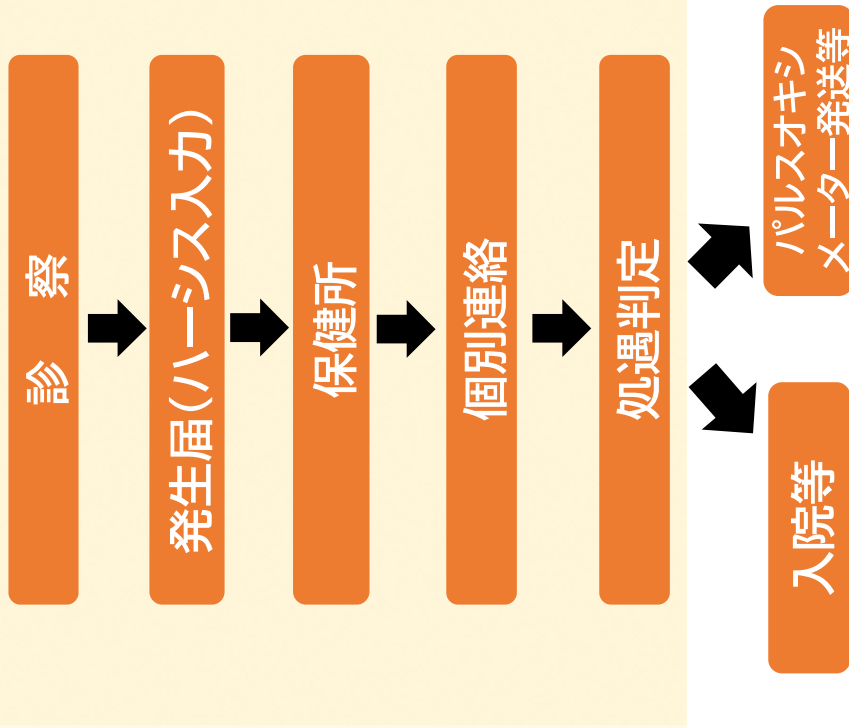 診　察
発生届(ハーシス入力)
保健所
個別連絡
処遇判定
入院等
パルスオキシ
メーター発送等